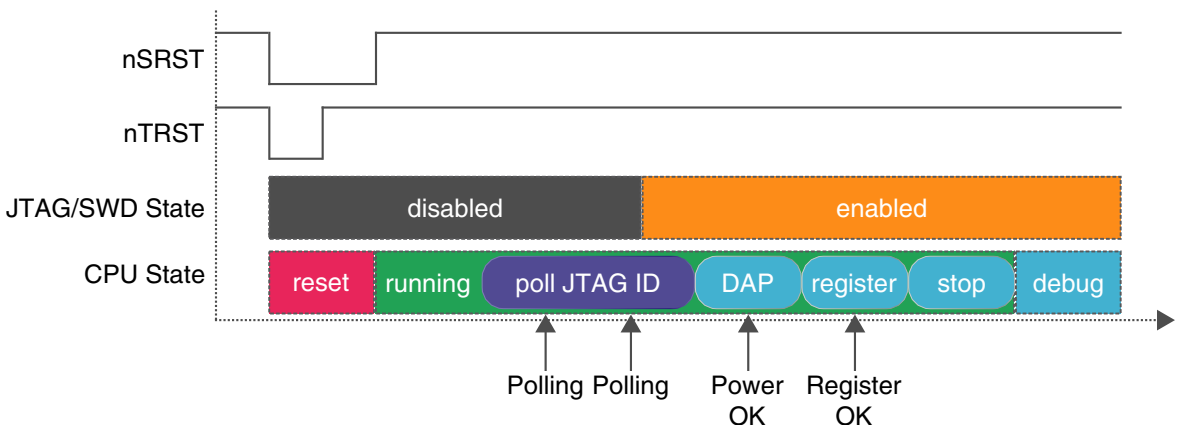 nSRST
nTRST
JTAG/SWD State
disabled
enabled
CPU State
reset
running
poll JTAG ID
DAP
register
stop
debug
Polling
Polling
Power
OK
Register
OK